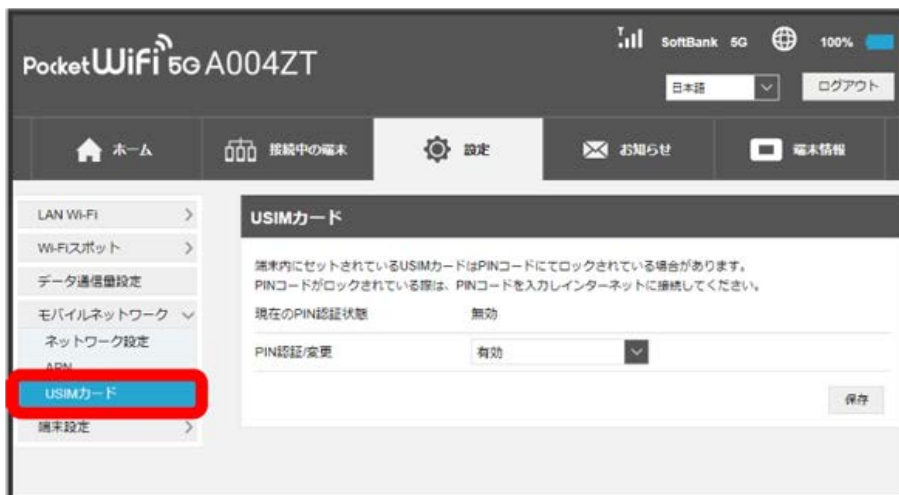 Pocket WiFi 5G A004ZT
SoftBank 5G 100%
日本語 ログアウト
ホーム 接続中の端末 設定 お知らせ 端末情報
LAN Wi-Fi
Wi-Fiスポット
データ通信量設定
モバイルネットワーク
ネットワーク設定
APN
USIMカード
端末設定
USIMカード
端末内にセットされているUSIMカードはPINコードにてロックされている場合があります。
PINコードがロックされている際は、PINコードを入力しインターネットに接続してください。
現在のPIN認証状態 無効
PIN認証/変更 有効
保存